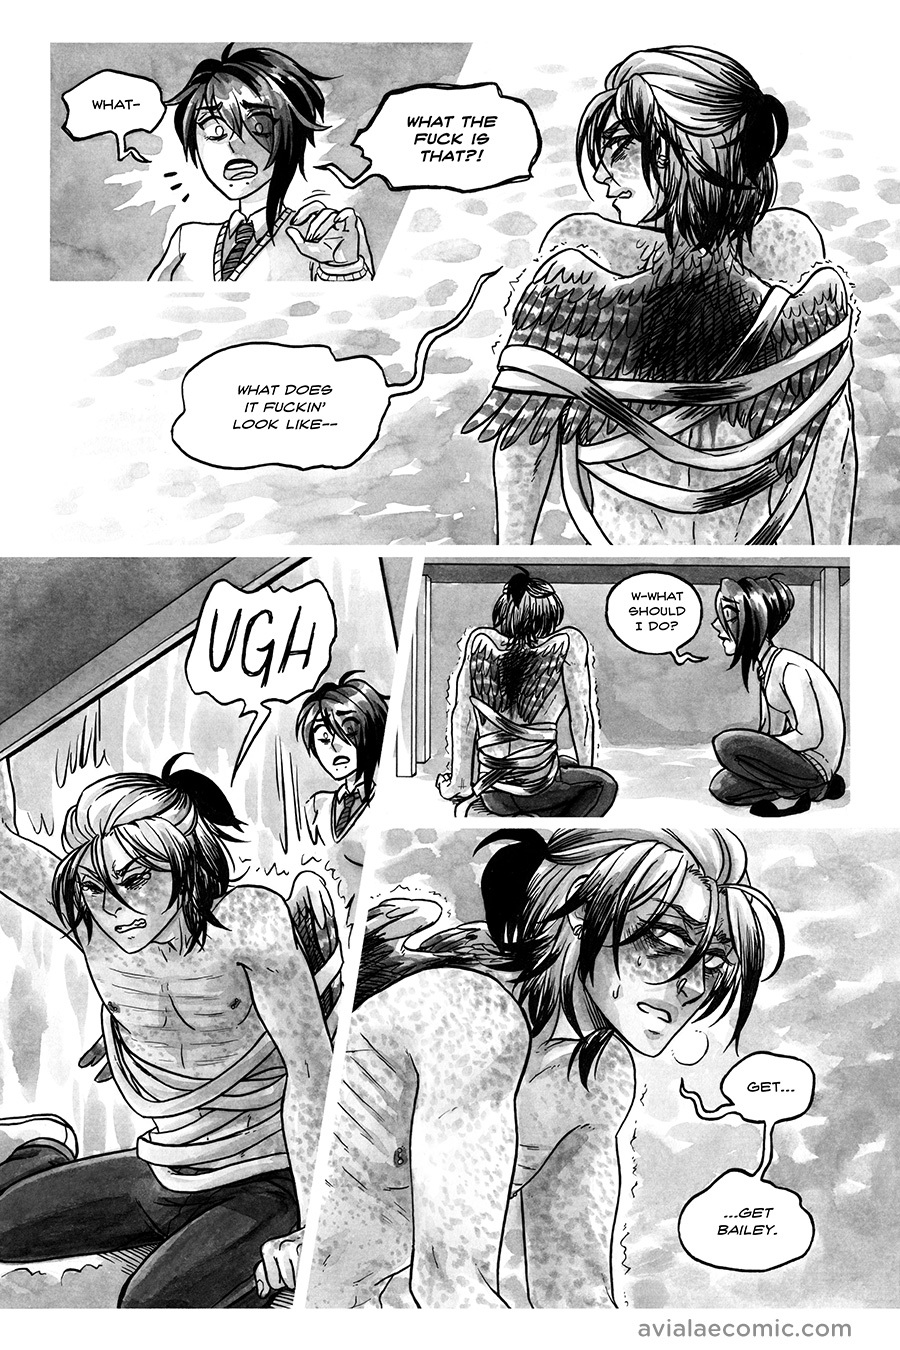 WHAT-
WHAT THE
FUCK IS
THAT?!
WHAT DOES
IT FUCKIN'
LOOK LIKE--
UGH
W-WHAT
SHOULD
I DO?
GET...
...GET
BAILEY.
avialaecomic.com